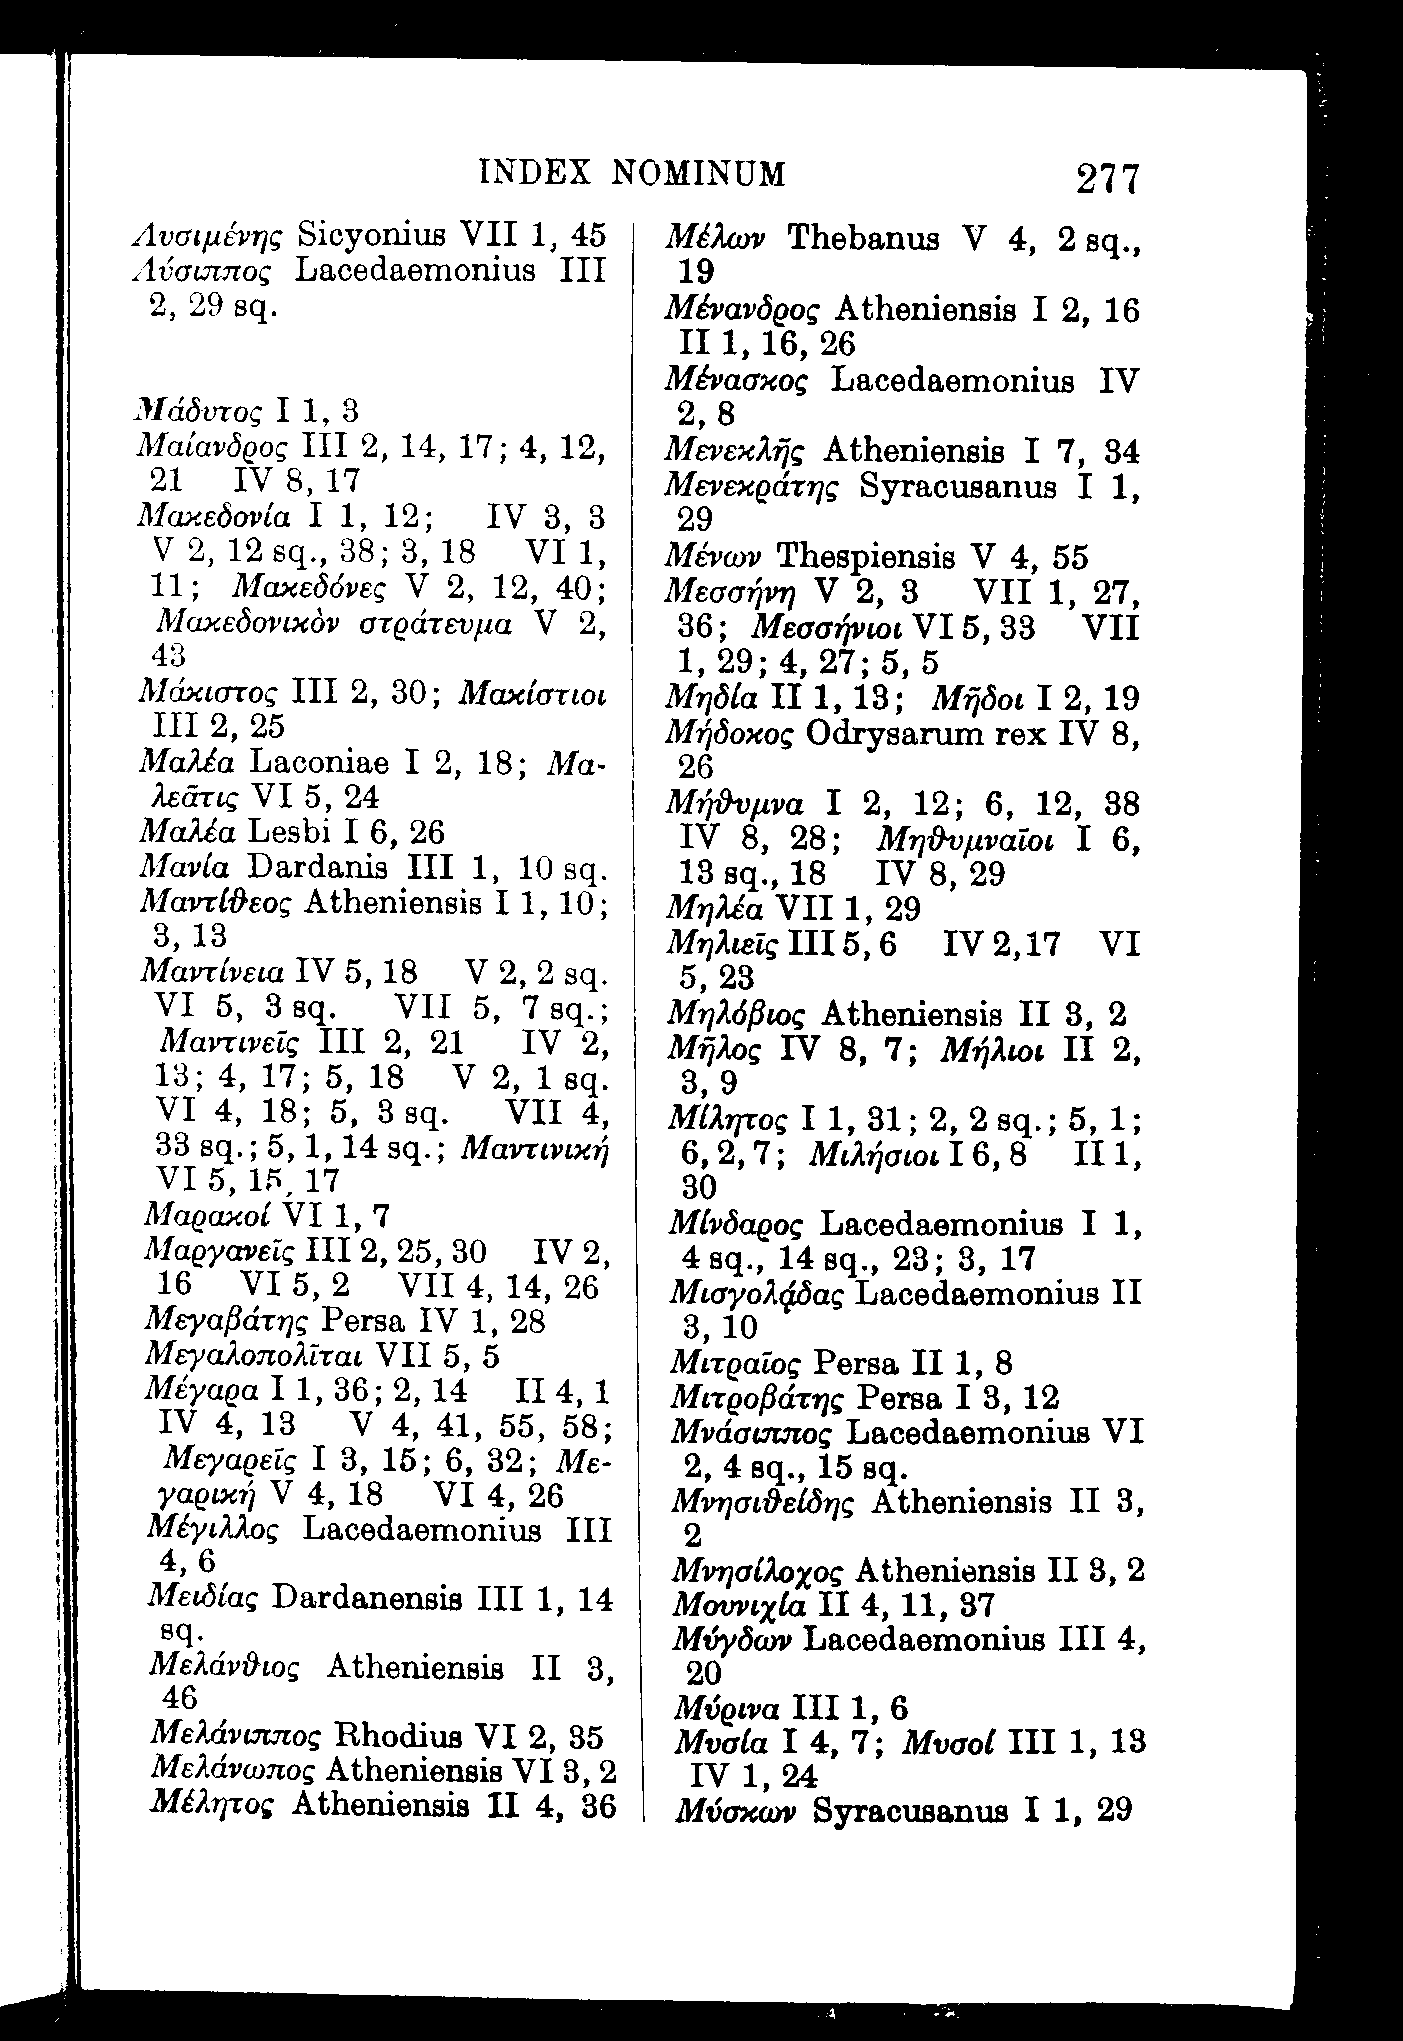 INDEX NOMINUM 277
Λυσιμένης Sicyonius VII 1, 45
Λύσιππος Lacedaemonius III
2, 29 sq.
Μάδυτος I 1, 3
Μαίανδρος III 2, 14, 17; 4, 12,
21 IV 8, 17
Μακεδονία I 1, 12; IV 3, 3
V 2, 12 sq., 38; 3, 18 VI 1,
11; Μακεδόνες V 2, 12, 40;
Μακεδονικὸν στράτευμα V 2,
43
Μάκιστος III 2, 30; Μακίστιοι
III 2, 25
Μαλέα Laconiae I 2, 18; Μα-
λεᾶτις VI 5, 24
Μαλέα Lesbi I 6, 26
Μανία Dardanis III 1, 10 sq.
Μαντίθεος Atheniensis I 1, 10;
3, 13
Μαντίνεια IV 5, 18 V 2, 2 sq.
VI 5, 3 sq. VII 5, 7 sq.;
Μαντινεῖς III 2, 21 IV 2,
13; 4, 17; 5, 18 V 2, 1 sq.
VI 4, 18; 5, 3 sq. VII 4,
33 sq.; 5, 1, 14 sq.; Μαντινική
VI 5, 15, 17
Μαρακοί VI 1, 7
Μαργανεῖς III 2, 25, 30 IV 2,
16 VI 5, 2 VII 4, 14, 26
Μεγαβάτης Persa IV 1, 28
Μεγαλοπολῖται VII 5, 5
Μέγαρα I 1, 36; 2, 14 II 4, 1
IV 4, 13 V 4, 41, 55, 58;
Μεγαρεῖς I 3, 15; 6, 32; Με-
γαρική V 4, 18 VI 4, 26
Μέγιλλος Lacedaemonius III
4, 6
Μειδίας Dardanensis III 1, 14
sq.
Μελάνθιος Atheniensis II 3,
46
Μελάνιππος Rhodius VI 2, 35
Μελάνωπος Atheniensis VI 3, 2
Μέλητος Atheniensis II 4, 36
Μέλων Thebanus V 4, 2 sq.,
19
Μένανδρος Atheniensis I 2, 16
II 1, 16, 26
Μένασκος Lacedaemonius IV
2, 8
Μενεκλῆς Atheniensis I 7, 34
Μενεκράτης Syracusanus I 1,
29
Μένων Thespiensis V 4, 55
Μεσσήνη V 2, 3 VII 1, 27,
36; Μεσσήνιοι VI 5, 33 VII
1, 29; 4, 27; 5, 5
Μηδία II 1, 13; Μῆδοι I 2, 19
Μήδοκος Odrysarum rex IV 8,
26
Μήθυμνα I 2, 12; 6, 12, 38
IV 8, 28; Μηθυμναῖοι I 6,
13 sq., 18 IV 8, 29
Μηλέα VII 1, 29
Μηλιεῖς III 5, 6 IV 2, 17 VI
5, 23
Μηλόβιος Atheniensis II 3, 2
Μῆλος IV 8, 7; Μήλιοι II 2,
3, 9
Μίλητος I 1, 31; 2, 2 sq.; 5, 1;
6, 2, 7; Μιλήσιοι I 6, 8 II 1,
30
Μίνδαρος Lacedaemonius I 1,
4 sq., 14 sq., 23; 3, 17
Μισγολᾴδας Lacedaemonius II
3, 10
Μιτραῖος Persa II 1, 8
Μιτροβάτης Persa I 3, 12
Μνάσιππος Lacedaemonius VI
2, 4 sq., 15 sq.
Μνησιθείδης Atheniensis II 3,
2
Μνησίλοχος Atheniensis II 3, 2
Μουνιχία II 4, 11, 37
Μύγδων Lacedaemonius III 4,
20
Μύρινα III 1, 6
Μυσία I 4, 7; Μυσοί III 1, 13
IV 1, 24
Μύσκων Syracusanus I 1, 29